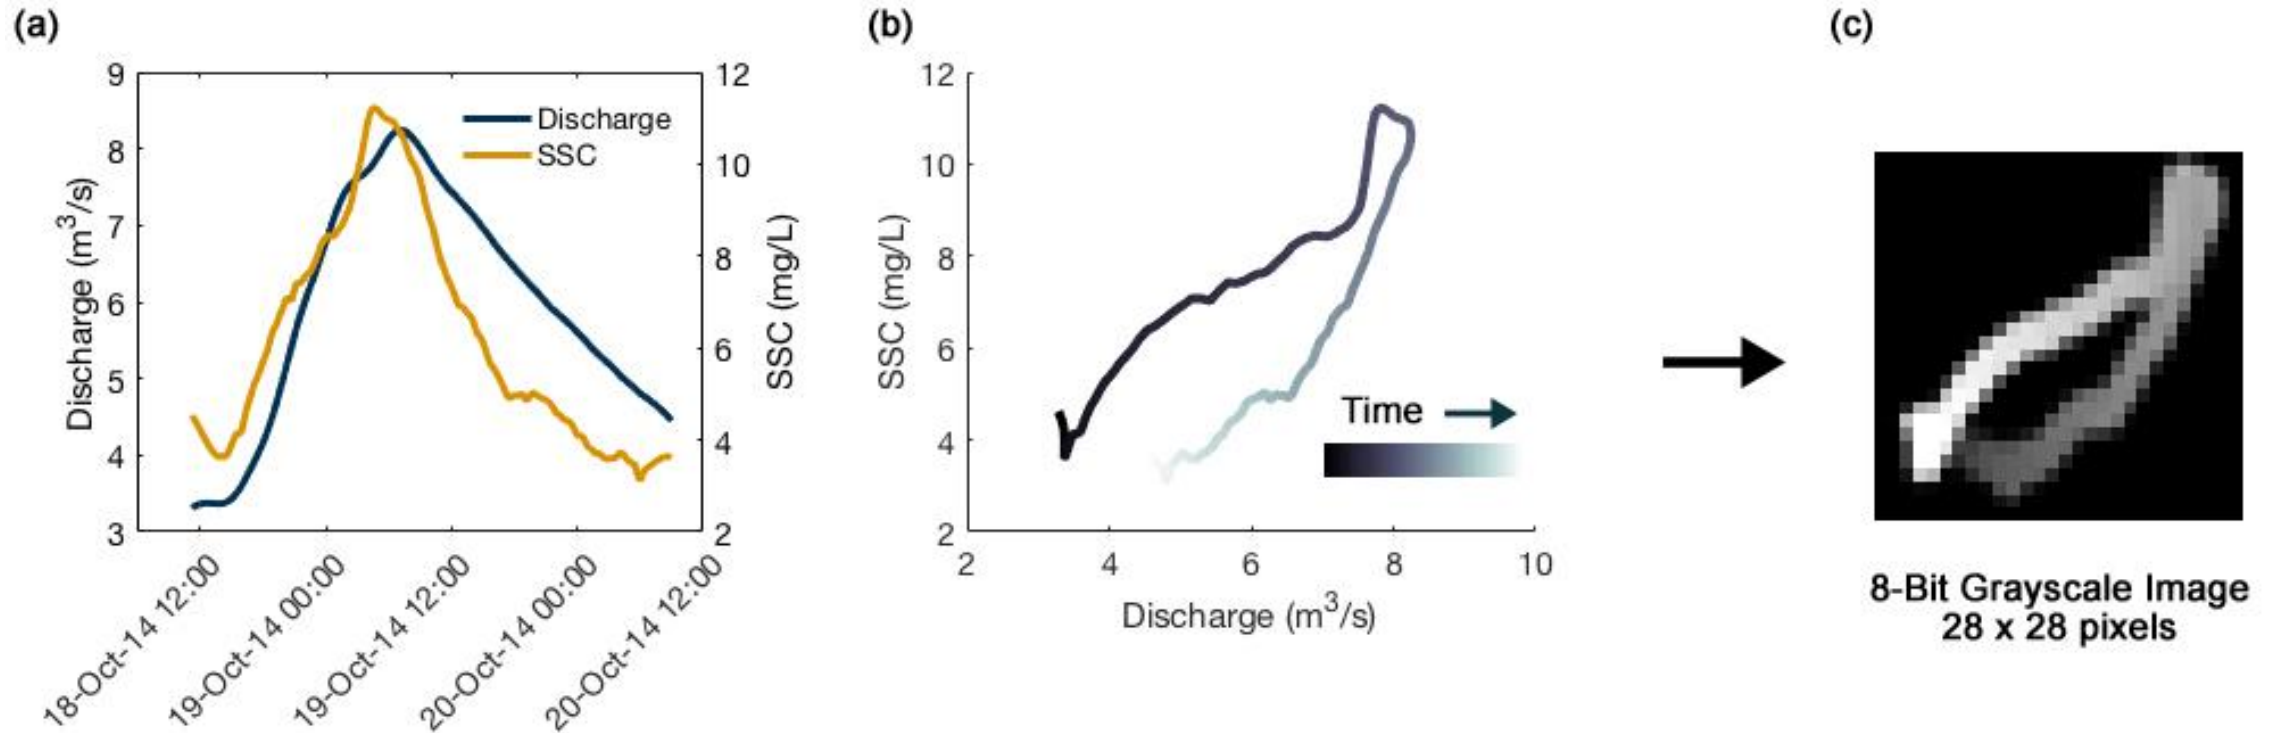 (a)
Discharge (m3/s)
9
8
7
6
5
4
3
Discharge
SSC
12
10
8
6
4
2
SSC (mg/L)
18-Oct-14 12:00
19-Oct-14 00:00
19-Oct-14 12:00
20-Oct-14 00:00
20-Oct-14 12:00
(b)
SSC (mg/L)
12
10
8
6
4
2
Time
2 4 6 8 10
Discharge (m3/s)
(c)
8-Bit Grayscale Image
28 x 28 pixels